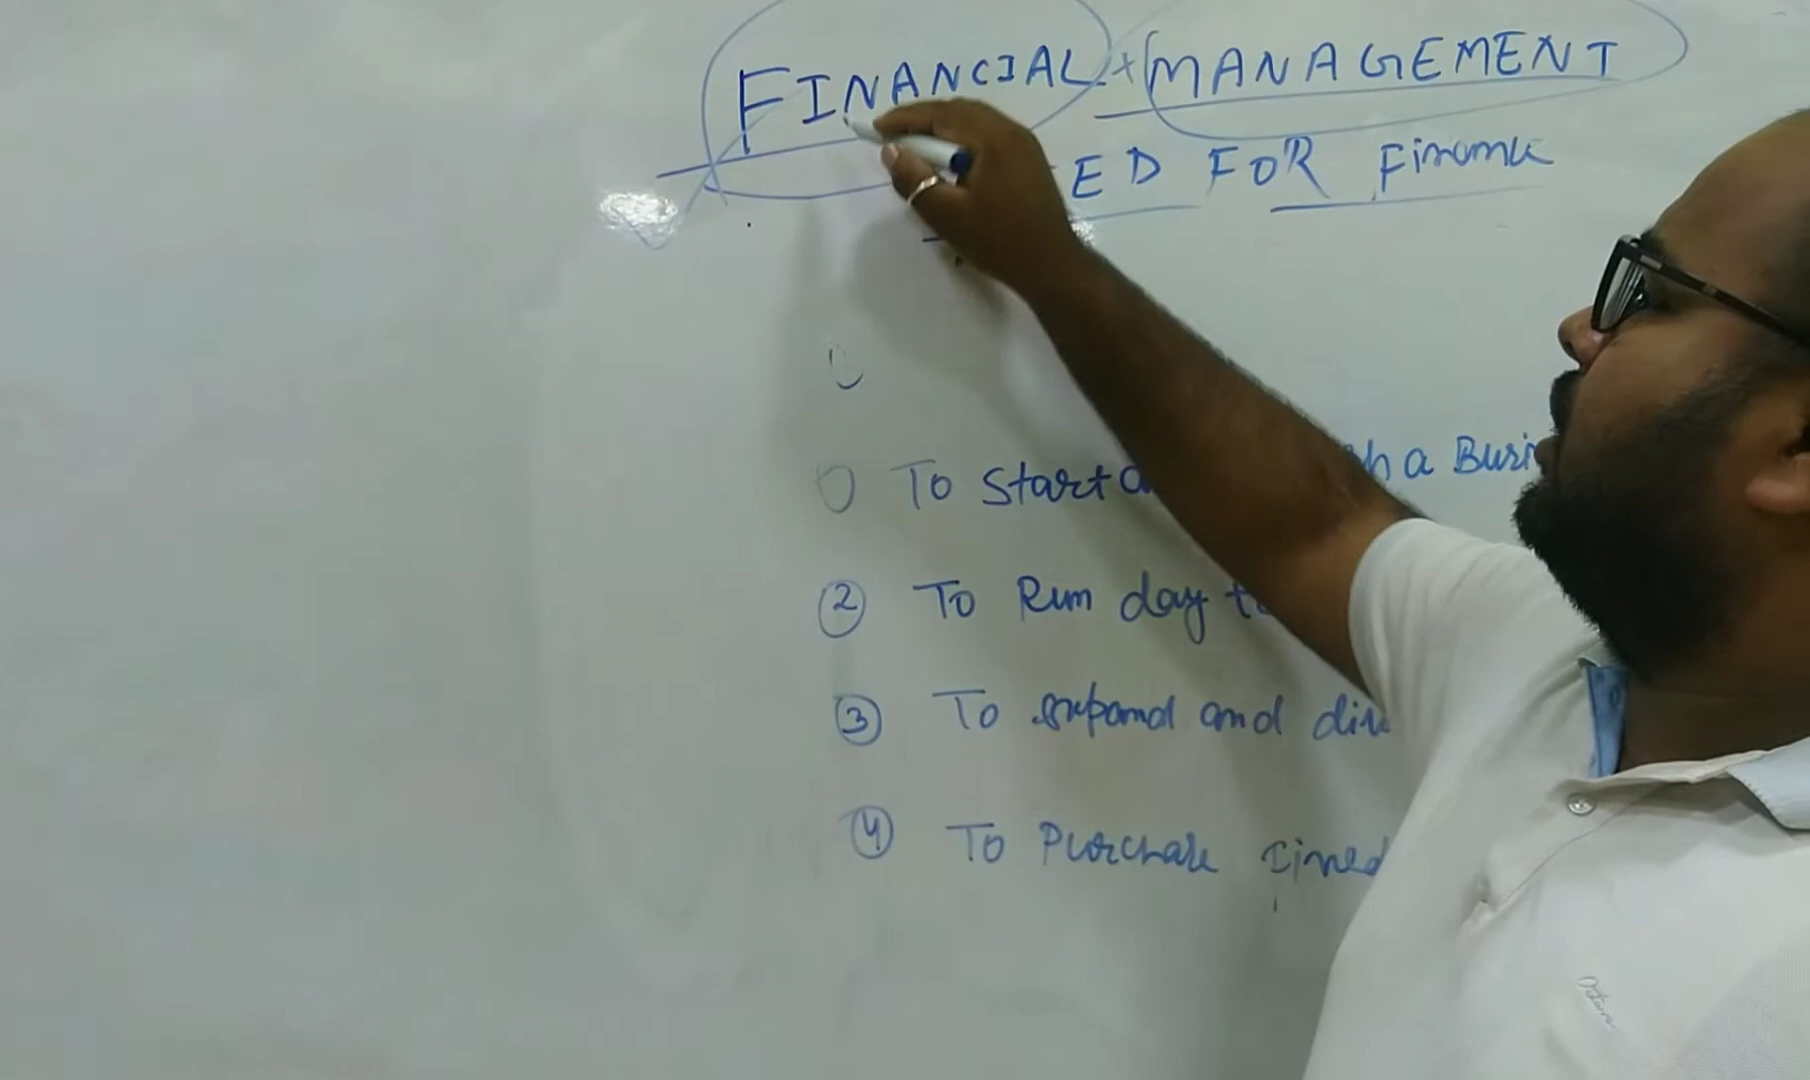 FINANCIAL + MANAGEMENT
ED FOR Finance
To Start a Busi
② To Run day t
③ To expand and div
④ To Purchase Fixed